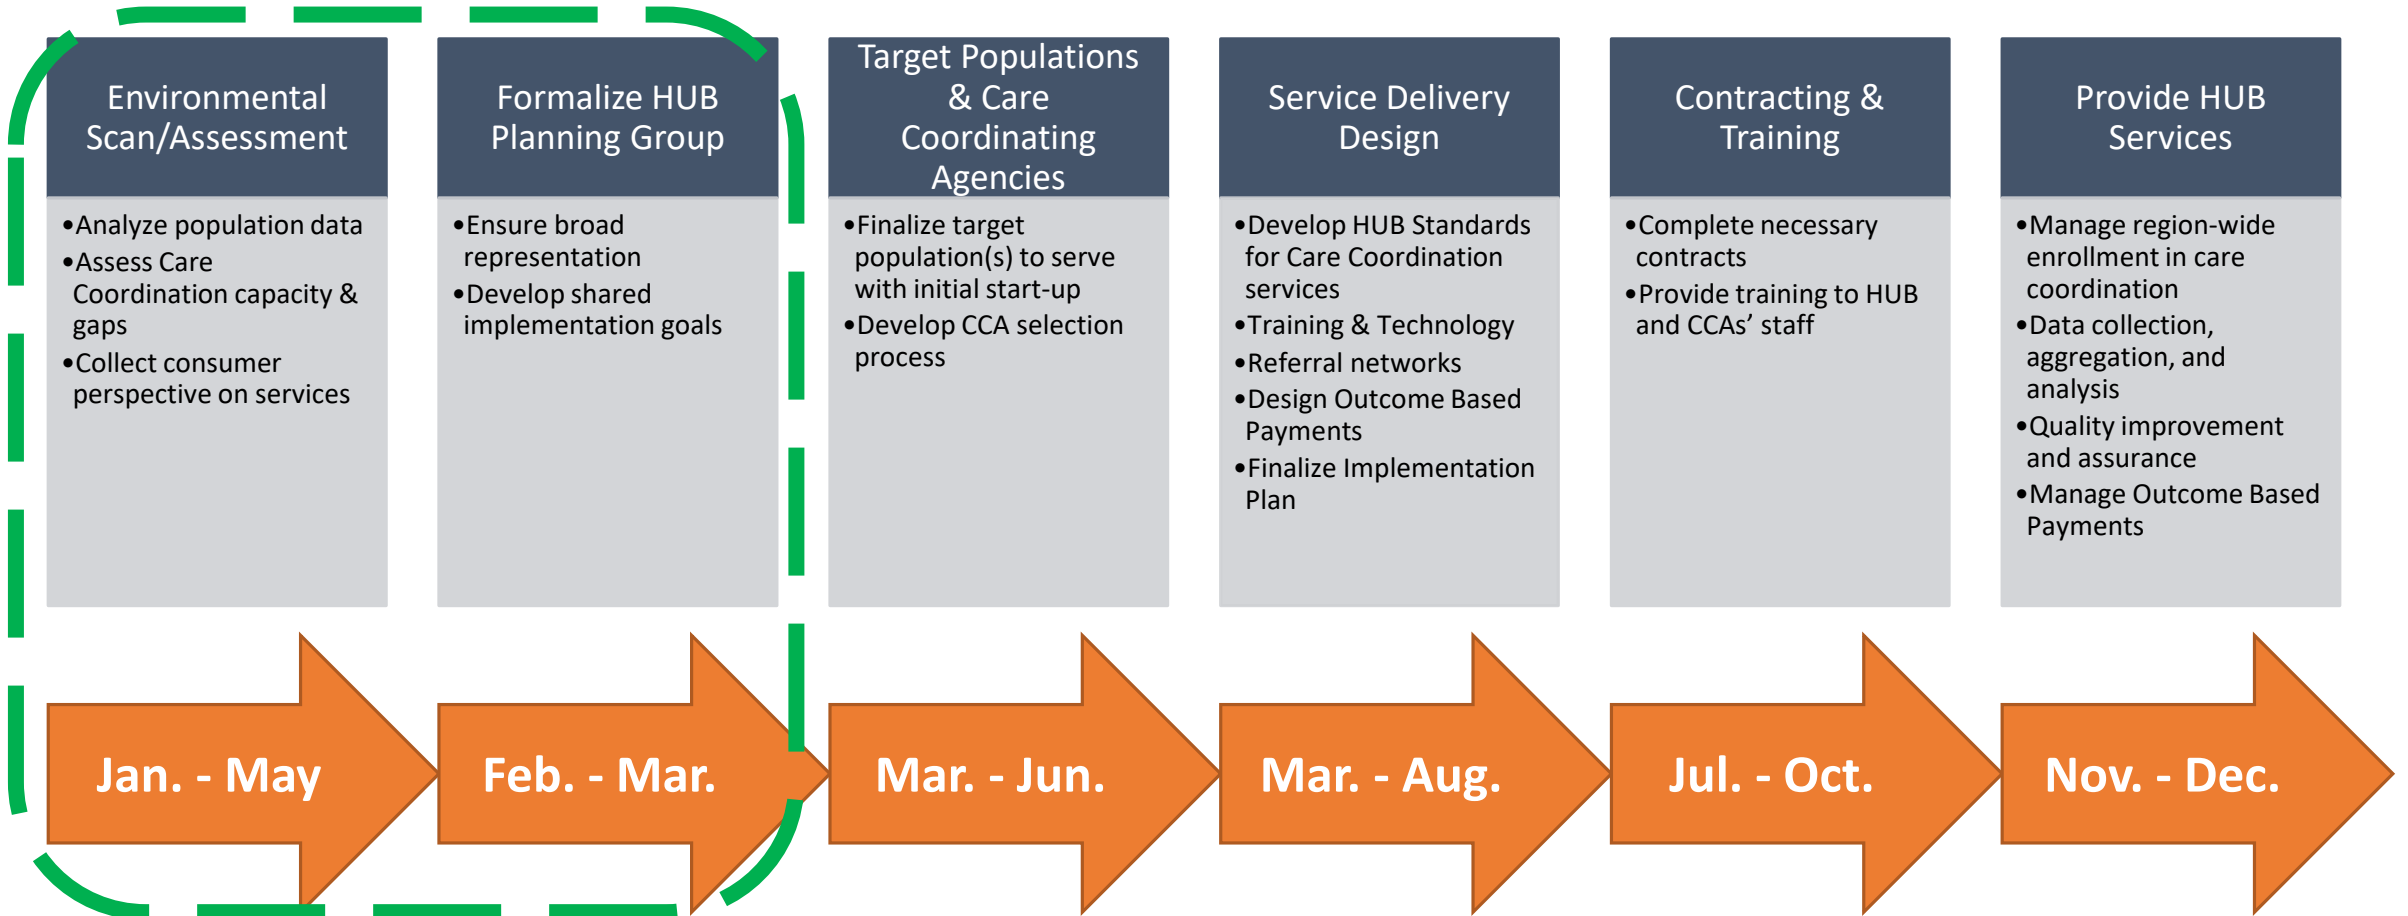 Environmental
Scan/Assessment
•Analyze population data
•Assess Care
Coordination capacity &
gaps
•Collect consumer
perspective on services
Formalize HUB
Planning Group
•Ensure broad
representation
•Develop shared
implementation goals
Target Populations
& Care
Coordinating
Agencies
•Finalize target
population(s) to serve
with initial start-up
•Develop CCA selection
process
Service Delivery
Design
•Develop HUB Standards
for Care Coordination
services
•Training & Technology
•Referral networks
•Design Outcome Based
Payments
•Finalize Implementation
Plan
Contracting &
Training
•Complete necessary
contracts
•Provide training to HUB
and CCAs’ staff
Provide HUB
Services
•Manage region-wide
enrollment in care
coordination
•Data collection,
aggregation, and
analysis
•Quality improvement
and assurance
•Manage Outcome Based
Payments
Jan. - May
Feb. - Mar.
Mar. - Jun.
Mar. - Aug.
Jul. - Oct.
Nov. - Dec.